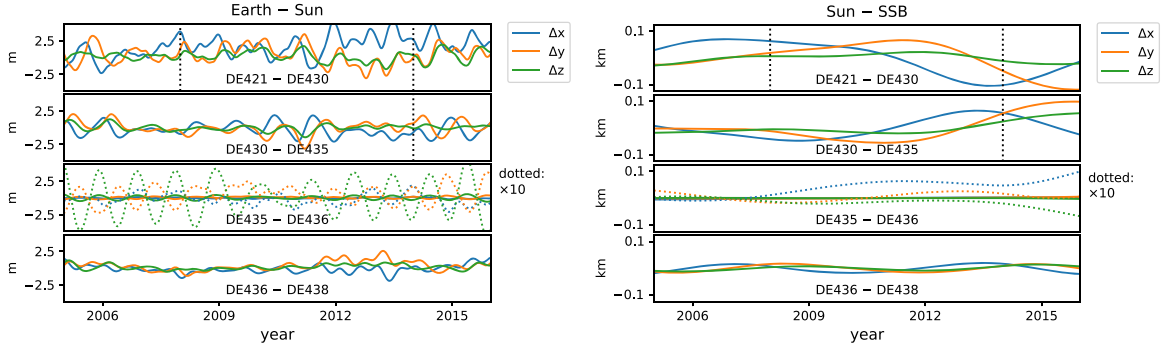 Earth − Sun
2.5
−2.5
m
DE421 − DE430
Δx
Δy
Δz
2.5
−2.5
m
DE430 − DE435
2.5
−2.5
m
DE435 − DE436
dotted:
×10
2.5
−2.5
m
DE436 − DE438
2006
2009
2012
2015
year
Sun − SSB
0.1
−0.1
km
DE421 − DE430
Δx
Δy
Δz
0.1
−0.1
km
DE430 − DE435
0.1
−0.1
km
DE435 − DE436
dotted:
×10
0.1
−0.1
km
DE436 − DE438
2006
2009
2012
2015
year